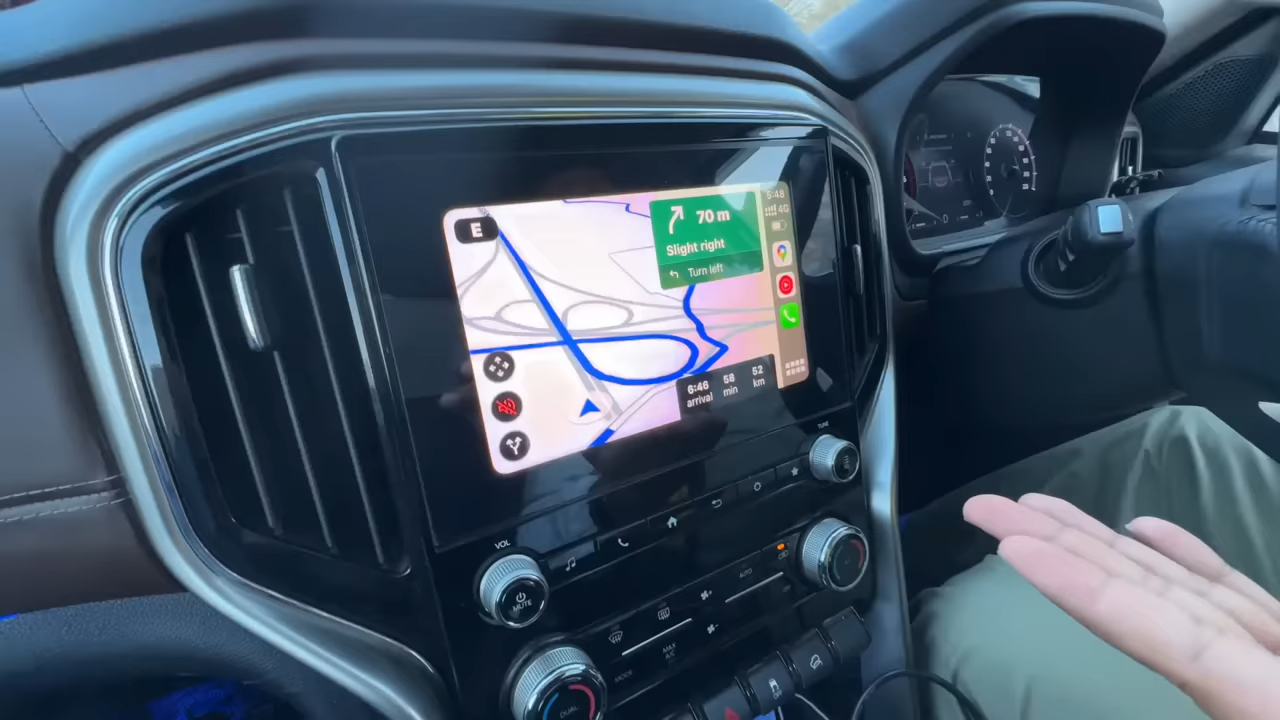 E
70 m
Slight right
Turn left
5:48
4G
6:46 58 52
arrival min km
TUNE
VOL
MUTE
AUTO
MAX
A/C
MODE
DUAL
OFF